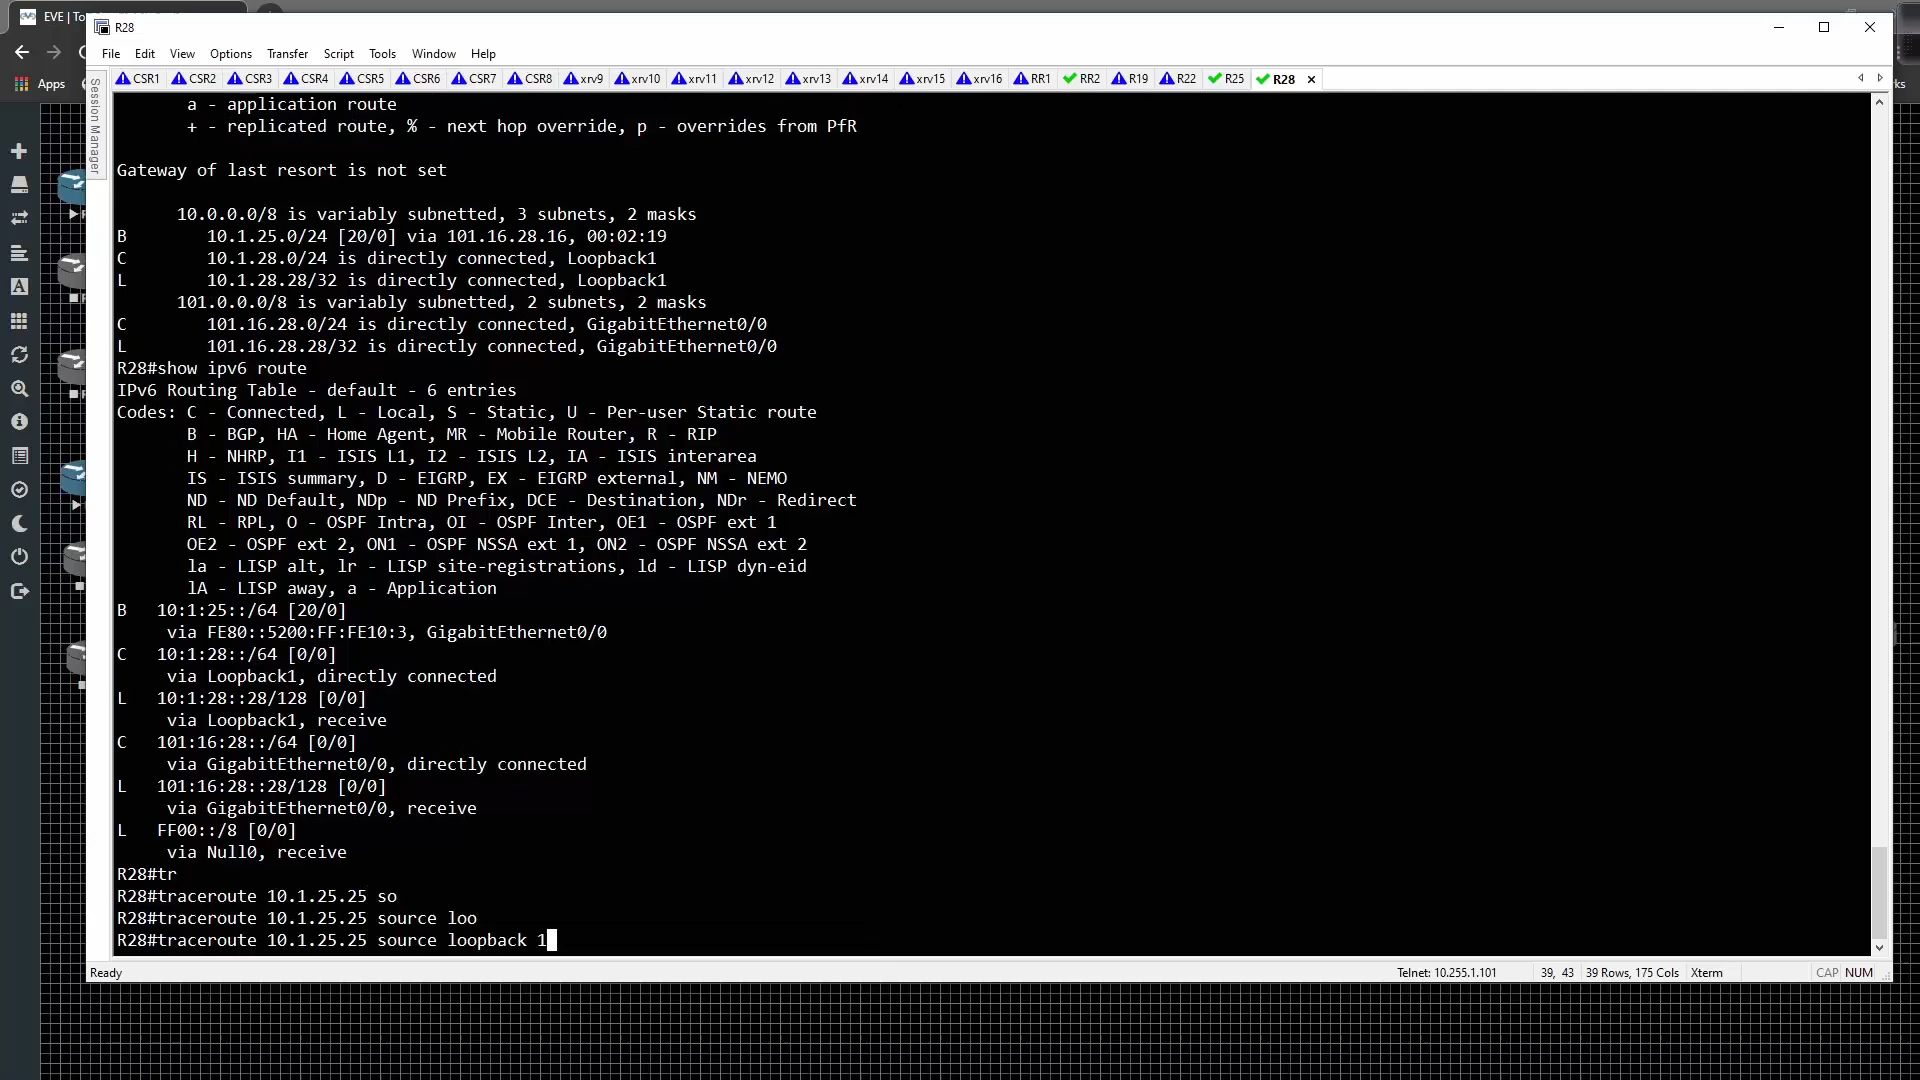 EVE | To
R28
File Edit View Options Transfer Script Tools Window Help
Apps
CSR1 CSR2 CSR3 CSR4 CSR5 CSR6 CSR7 CSR8 xrv9 xrv10 xrv11 xrv12 xrv13 xrv14 xrv15 xrv16 RR1 RR2 R19 R22 R25 R28
Session Manager
a - application route
+ - replicated route, % - next hop override, p - overrides from PfR
Gateway of last resort is not set
10.0.0.0/8 is variably subnetted, 3 subnets, 2 masks
B 10.1.25.0/24 [20/0] via 101.16.28.16, 00:02:19
C 10.1.28.0/24 is directly connected, Loopback1
L 10.1.28.28/32 is directly connected, Loopback1
101.0.0.0/8 is variably subnetted, 2 subnets, 2 masks
C 101.16.28.0/24 is directly connected, GigabitEthernet0/0
L 101.16.28.28/32 is directly connected, GigabitEthernet0/0
R28#show ipv6 route
IPv6 Routing Table - default - 6 entries
Codes: C - Connected, L - Local, S - Static, U - Per-user Static route
B - BGP, HA - Home Agent, MR - Mobile Router, R - RIP
H - NHRP, I1 - ISIS L1, I2 - ISIS L2, IA - ISIS interarea
IS - ISIS summary, D - EIGRP, EX - EIGRP external, NM - NEMO
ND - ND Default, NDp - ND Prefix, DCE - Destination, NDr - Redirect
RL - RPL, O - OSPF Intra, OI - OSPF Inter, OE1 - OSPF ext 1
OE2 - OSPF ext 2, ON1 - OSPF NSSA ext 1, ON2 - OSPF NSSA ext 2
la - LISP alt, lr - LISP site-registrations, ld - LISP dyn-eid
lA - LISP away, a - Application
B 10:1:25::/64 [20/0]
via FE80::5200:FF:FE10:3, GigabitEthernet0/0
C 10:1:28::/64 [0/0]
via Loopback1, directly connected
L 10:1:28::28/128 [0/0]
via Loopback1, receive
C 101:16:28::/64 [0/0]
via GigabitEthernet0/0, directly connected
L 101:16:28::28/128 [0/0]
via GigabitEthernet0/0, receive
L FF00::/8 [0/0]
via Null0, receive
R28#tr
R28#traceroute 10.1.25.25 so
R28#traceroute 10.1.25.25 source loo
R28#traceroute 10.1.25.25 source loopback 1
Ready Telnet: 10.255.1.101 39, 43 39 Rows, 175 Cols Xterm CAP NUM